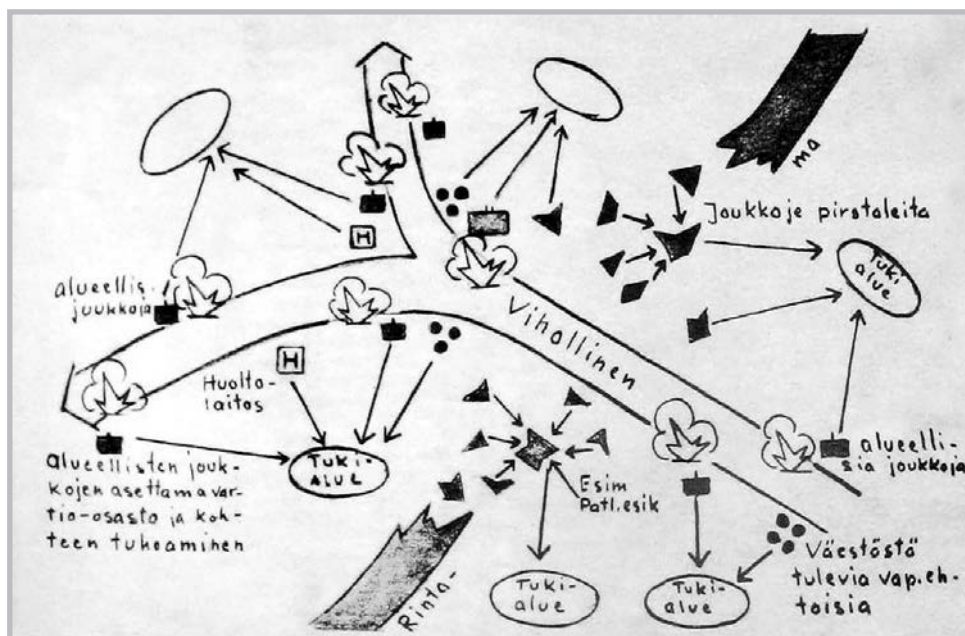 ma
Joukkoje pirstaleita
Tuki
alue
H
alueellis-
joukkoja
Vihollinen
H
Huolto-
laitos
alueelli-
sia joukkoja
alueellisten jouk-
kojen asettama var-
tio-osasto ja koh-
teen tuhoaminen
Tuki-
ALUE
Esim
Patl.esik
Rinta-
Tuki-
alue
Tuki-
alue
Väestöstä
tulevia vap.eh-
toisia